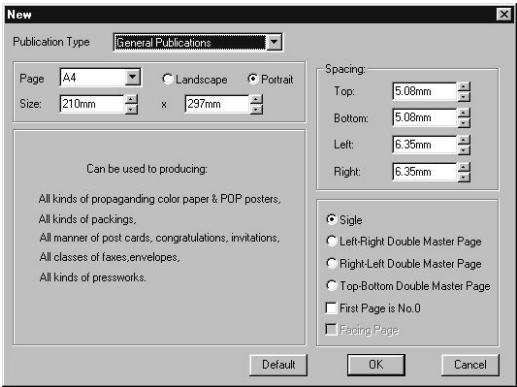 New
Publication Type General Publications
Page A4 Landscape Portrait
Size: 210mm x 297mm
Can be used to producing:
All kinds of propaganding color paper & POP posters,
All kinds of packings,
All manner of post cards, congratulations, invitations,
All classes of faxes,envelopes,
All kinds of pressworks.
Spacing:
Top: 5.08mm
Bottom: 5.08mm
Left: 6.35mm
Right: 6.35mm
Sigle
Left-Right Double Master Page
Right-Left Double Master Page
Top-Bottom Double Master Page
First Page is No.0
Facing Page
Default OK Cancel